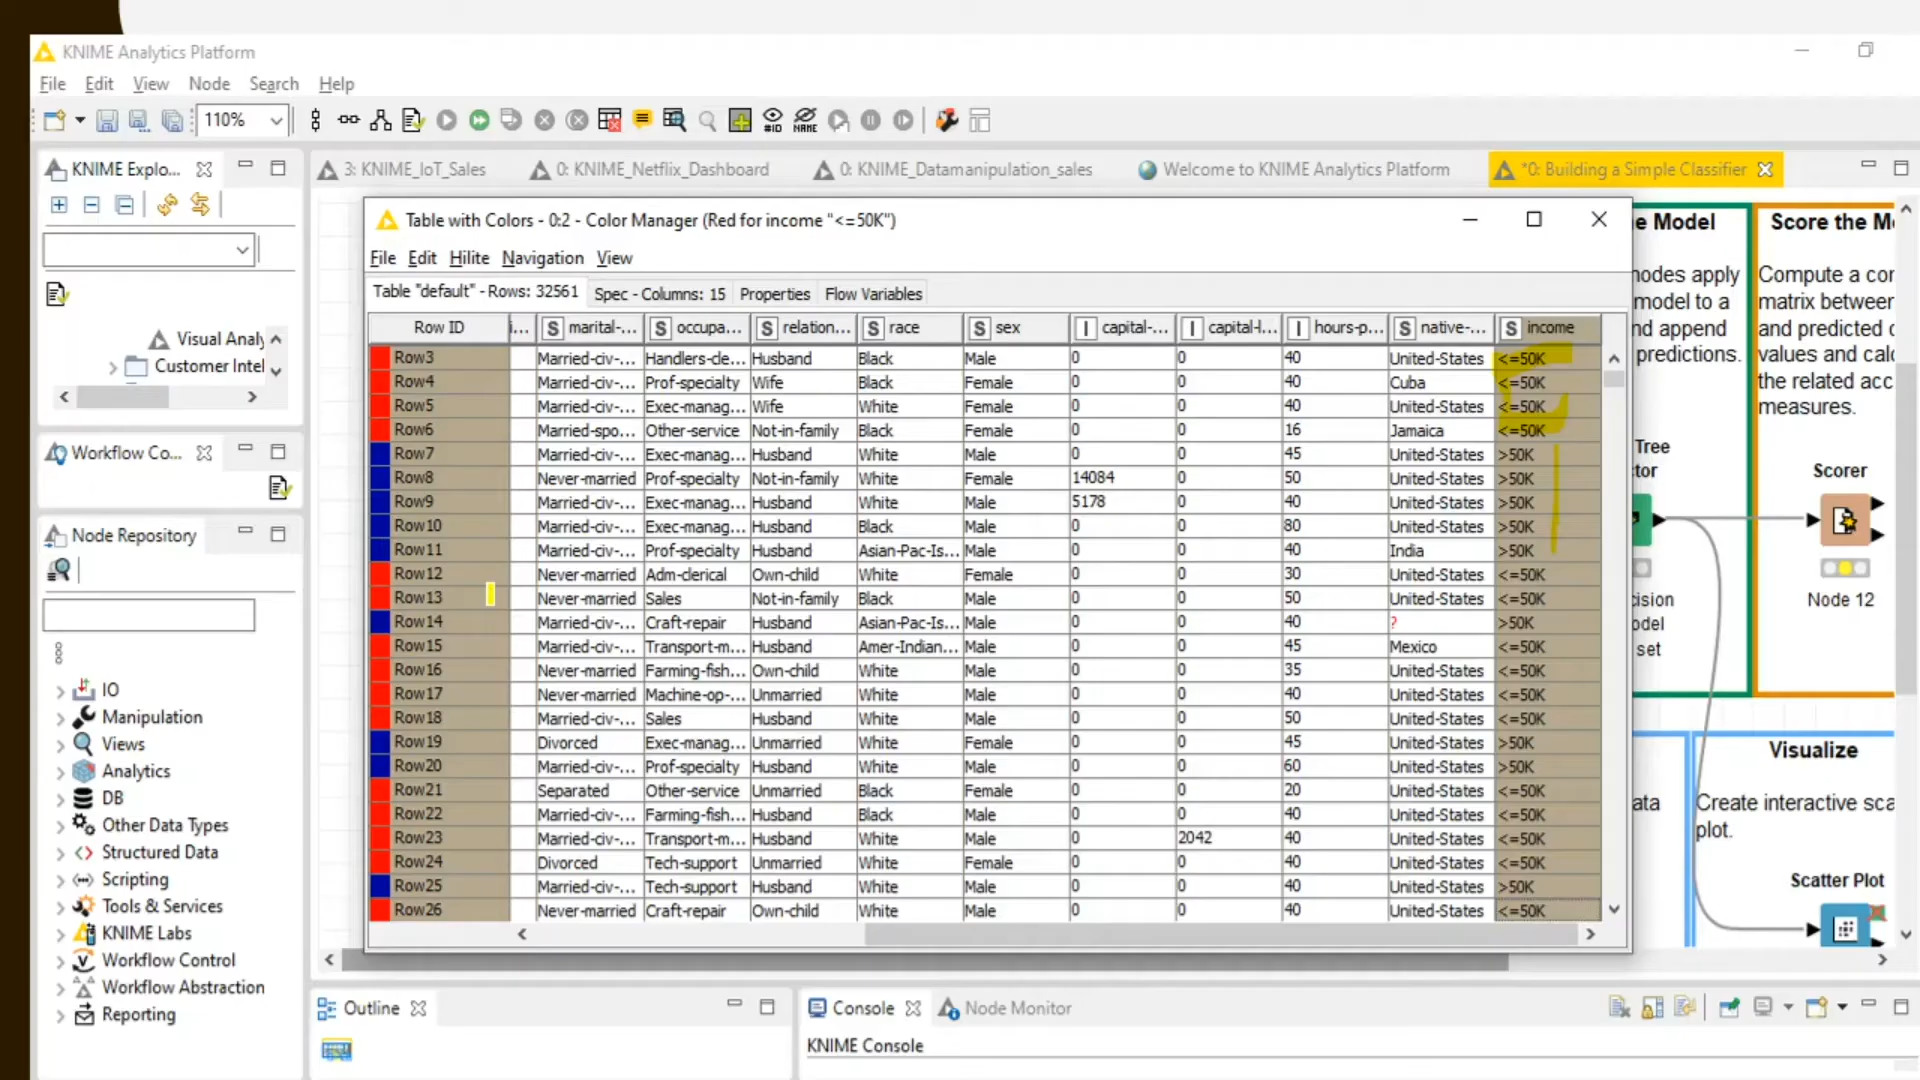 KNIME Analytics Platform
File Edit View Node Search Help
110%
#ID NAME
KNIME Explo...
3: KNIME_IoT_Sales
0: KNIME_Netflix_Dashboard
0: KNIME_Datamanipulation_sales
Welcome to KNIME Analytics Platform
*0: Building a Simple Classifier
Visual Analy
Customer Intel
Workflow Co...
Node Repository
IO
Manipulation
Views
Analytics
DB
Other Data Types
Structured Data
Scripting
Tools & Services
KNIME Labs
Workflow Control
Workflow Abstraction
Reporting
Table with Colors - 0:2 - Color Manager (Red for income "<=50K")
File Edit Hilite Navigation View
Table "default" - Rows: 32561 Spec - Columns: 15 Properties Flow Variables
Row ID i... S marital-... S occupa... S relation... S race S sex I capital-... I capital-l... I hours-p... S native-... S income
Row3 Married-civ-... Handlers-cle... Husband Black Male 0 0 40 United-States <=50K
Row4 Married-civ-... Prof-specialty Wife Black Female 0 0 40 Cuba <=50K
Row5 Married-civ-... Exec-manag... Wife White Female 0 0 40 United-States <=50K
Row6 Married-spo... Other-service Not-in-family Black Female 0 0 16 Jamaica <=50K
Row7 Married-civ-... Exec-manag... Husband White Male 0 0 45 United-States >50K
Row8 Never-married Prof-specialty Not-in-family White Female 14084 0 50 United-States >50K
Row9 Married-civ-... Exec-manag... Husband White Male 5178 0 40 United-States >50K
Row10 Married-civ-... Exec-manag... Husband Black Male 0 0 80 United-States >50K
Row11 Married-civ-... Prof-specialty Husband Asian-Pac-Is... Male 0 0 40 India >50K
Row12 Never-married Adm-clerical Own-child White Female 0 0 30 United-States <=50K
Row13 Never-married Sales Not-in-family Black Male 0 0 50 United-States <=50K
Row14 Married-civ-... Craft-repair Husband Asian-Pac-Is... Male 0 0 40 ? >50K
Row15 Married-civ-... Transport-m... Husband Amer-Indian... Male 0 0 45 Mexico <=50K
Row16 Never-married Farming-fish... Own-child White Male 0 0 35 United-States <=50K
Row17 Never-married Machine-op-... Unmarried White Male 0 0 40 United-States <=50K
Row18 Married-civ-... Sales Husband White Male 0 0 50 United-States <=50K
Row19 Divorced Exec-manag... Unmarried White Female 0 0 45 United-States >50K
Row20 Married-civ-... Prof-specialty Husband White Male 0 0 60 United-States >50K
Row21 Separated Other-service Unmarried Black Female 0 0 20 United-States <=50K
Row22 Married-civ-... Farming-fish... Husband Black Male 0 0 40 United-States <=50K
Row23 Married-civ-... Transport-m... Husband White Male 0 2042 40 United-States <=50K
Row24 Divorced Tech-support Unmarried White Female 0 0 40 United-States <=50K
Row25 Married-civ-... Tech-support Husband White Male 0 0 40 United-States >50K
Row26 Never-married Craft-repair Own-child White Male 0 0 40 United-States <=50K
e Model
nodes apply
model to a
nd append
predictions.
Tree
tor
cision
odel
set
Score the Mo
Compute a con
matrix between
and predicted c
values and calc
the related acc
measures.
Scorer
Node 12
ata
Visualize
Create interactive sca
plot.
Scatter Plot
Outline
Console
Node Monitor
KNIME Console